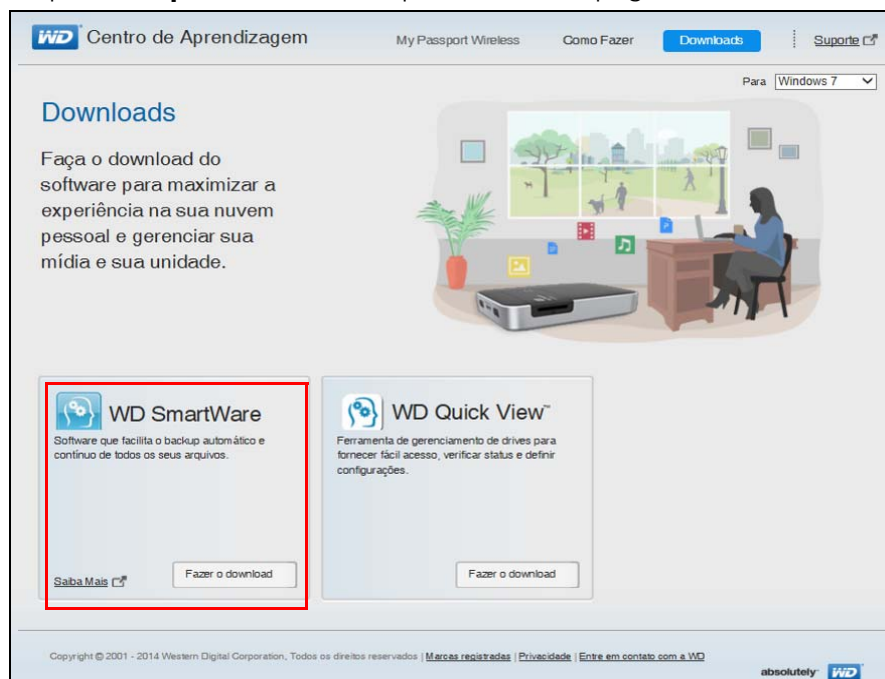 WD Centro de Aprendizagem
My Passport Wireless Como Fazer Downloads Suporte
Para Windows 7
Downloads
Faça o download do
software para maximizar a
experiência na sua nuvem
pessoal e gerenciar sua
mídia e sua unidade.
WD SmartWare
Software que facilita o backup automático e
contínuo de todos os seus arquivos.
Saiba Mais Fazer o download
WD Quick View™
Ferramenta de gerenciamento de drives para
fornecer fácil acesso, verificar status e definir
configurações.
Fazer o download
Copyright © 2001 - 2014 Western Digital Corporation, Todos os direitos reservados | Marcas registradas | Privacidade | Entre em contato com a WD
absolutely WD